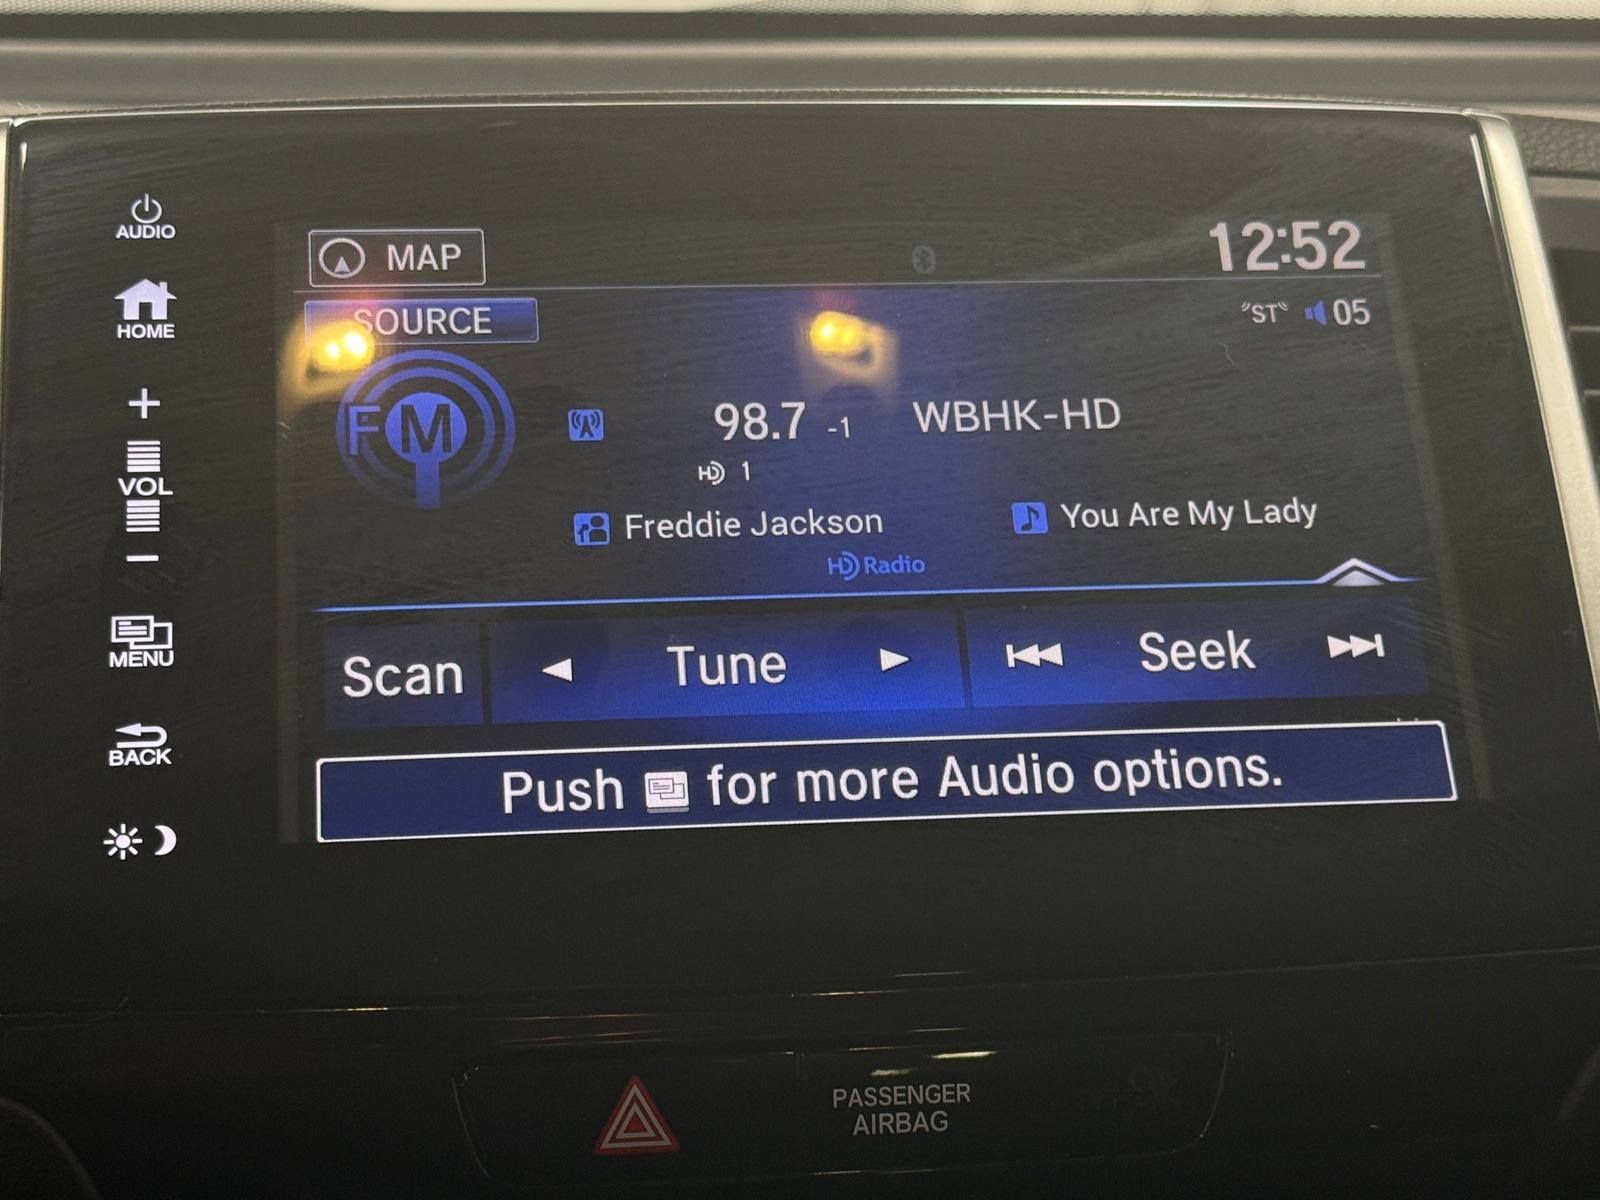 AUDIO
MAP
12:52
HOME
SOURCE
"ST" 05
FM
98.7 -1 WBHK-HD
HD 1
VOL
Freddie Jackson You Are My Lady
HD Radio
MENU
Scan Tune Seek
BACK
Push for more Audio options.
PASSENGER
AIRBAG